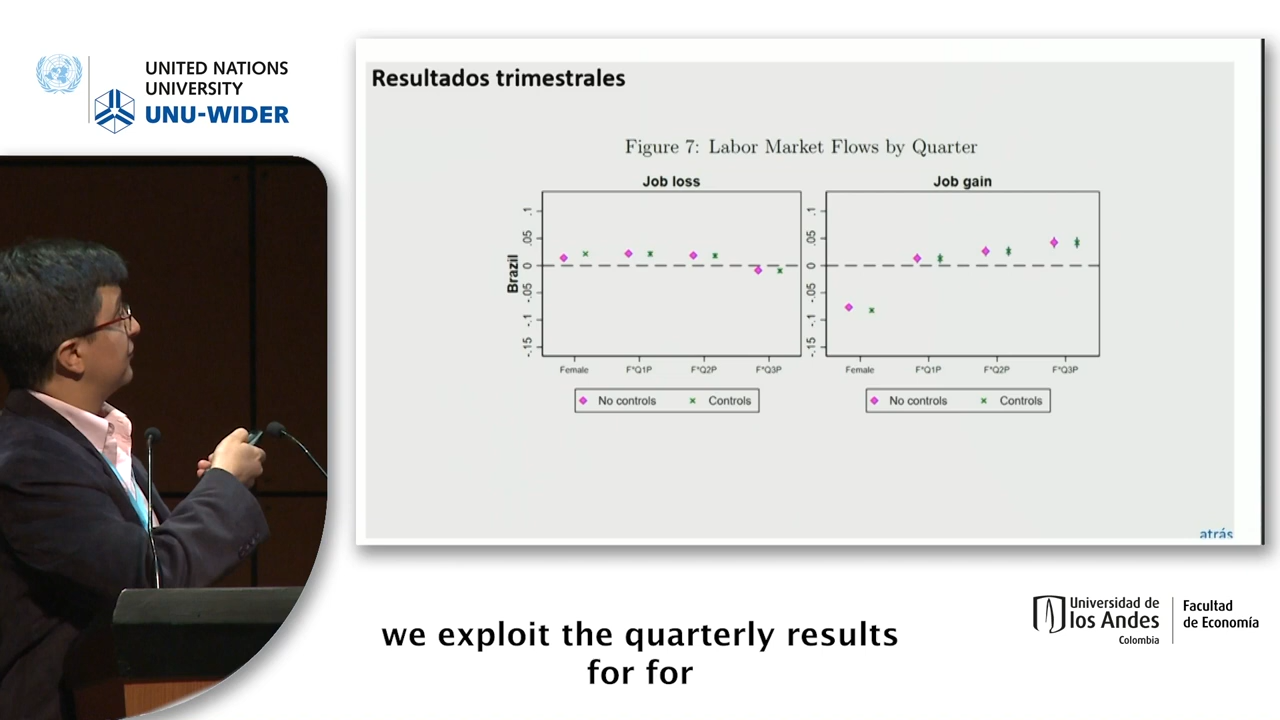 UNITED NATIONS
UNIVERSITY
UNU-WIDER
Resultados trimestrales
Figure 7: Labor Market Flows by Quarter
Job loss
Job gain
Brazil
.1
.05
0
-.05
-.1
-.15
.1
.05
0
-.05
-.1
-.15
Female
F*Q1P
F*Q2P
F*Q3P
Female
F*Q1P
F*Q2P
F*Q3P
No controls
Controls
No controls
Controls
atrás
we exploit the quarterly results
for for
Universidad de
los Andes
Colombia
Facultad
de Economía